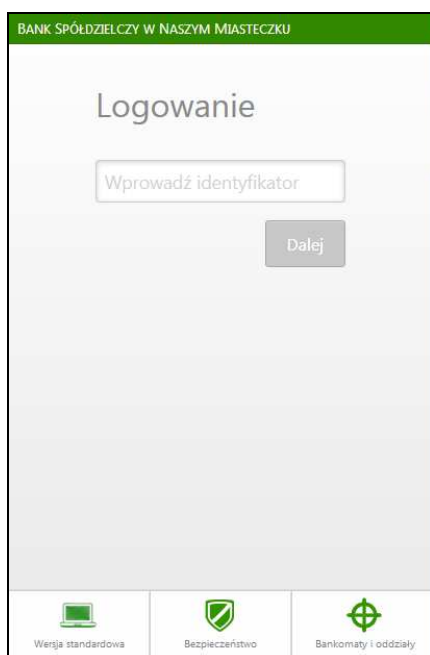 BANK SPÓŁDZIELCZY W NASZYM MIASTECZKU
Logowanie
Wprowadź identyfikator
Dalej
Wersja standardowa
Bezpieczeństwo
Bankomaty i oddziały